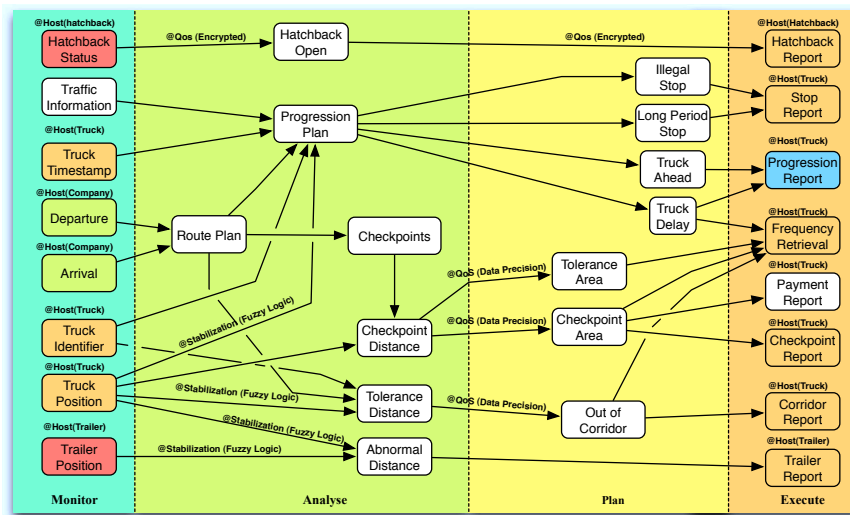 @Host(hatchback)
Hatchback
Status
@Qos (Encrypted)
Hatchback
Open
@Qos (Encrypted)
@Host(Hatchback)
Hatchback
Report
Traffic
Information
Progression
Plan
Illegal
Stop
Long Period
Stop
@Host(Truck)
Stop
Report
@Host(Truck)
Truck
Timestamp
Truck
Ahead
@Host(Truck)
Progression
Report
@Host(Company)
Departure
Route Plan
Checkpoints
Truck
Delay
@Host(Truck)
Frequency
Retrieval
@Host(Company)
Arrival
@QoS (Data Precision)
Tolerance
Area
@Host(Truck)
Payment
Report
@Host(Truck)
Truck
Identifier
@Stabilization (Fuzzy Logic)
Checkpoint
Distance
@QoS (Data Precision)
Checkpoint
Area
@Host(Truck)
Checkpoint
Report
@Host(Truck)
Truck
Position
@Stabilization (Fuzzy Logic)
Tolerance
Distance
@QoS (Data Precision)
Out of
Corridor
@Host(Truck)
Corridor
Report
@Stabilization (Fuzzy Logic)
@Host(Trailer)
Trailer
Position
@Stabilization (Fuzzy Logic)
Abnormal
Distance
@Host(Trailer)
Trailer
Report
Monitor
Analyse
Plan
Execute